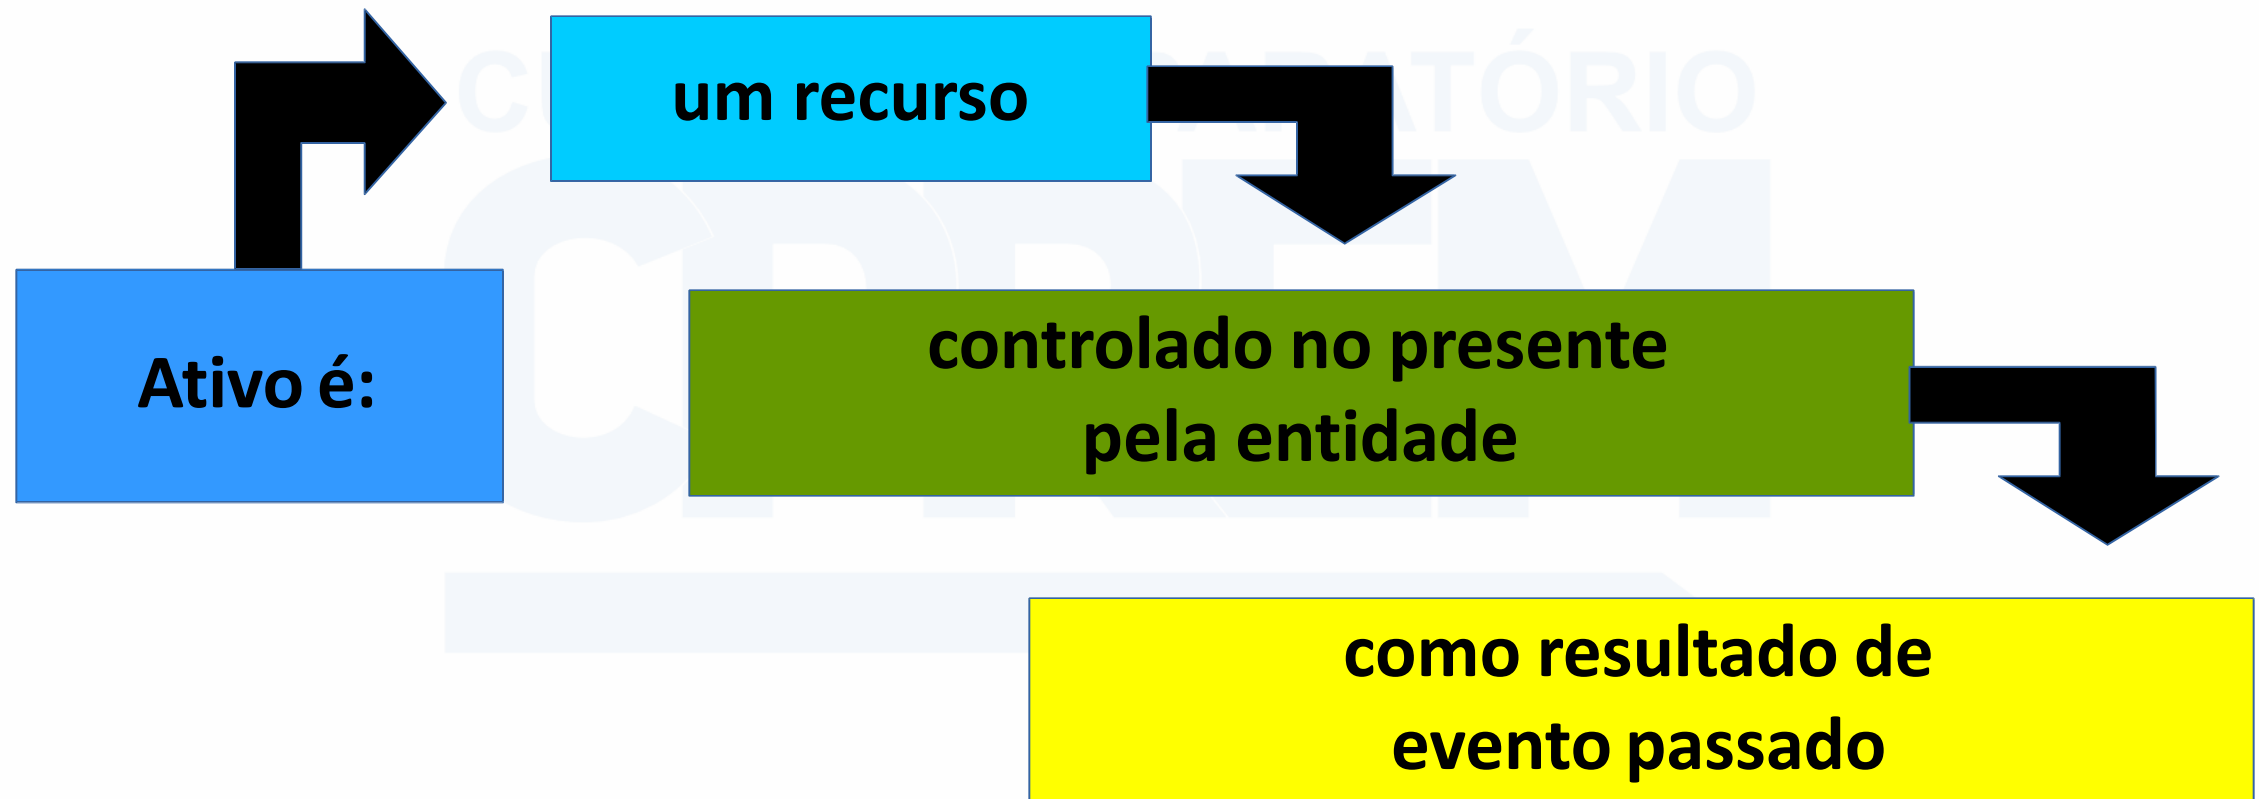 um recurso
Ativo é:
controlado no presente
pela entidade
como resultado de
evento passado